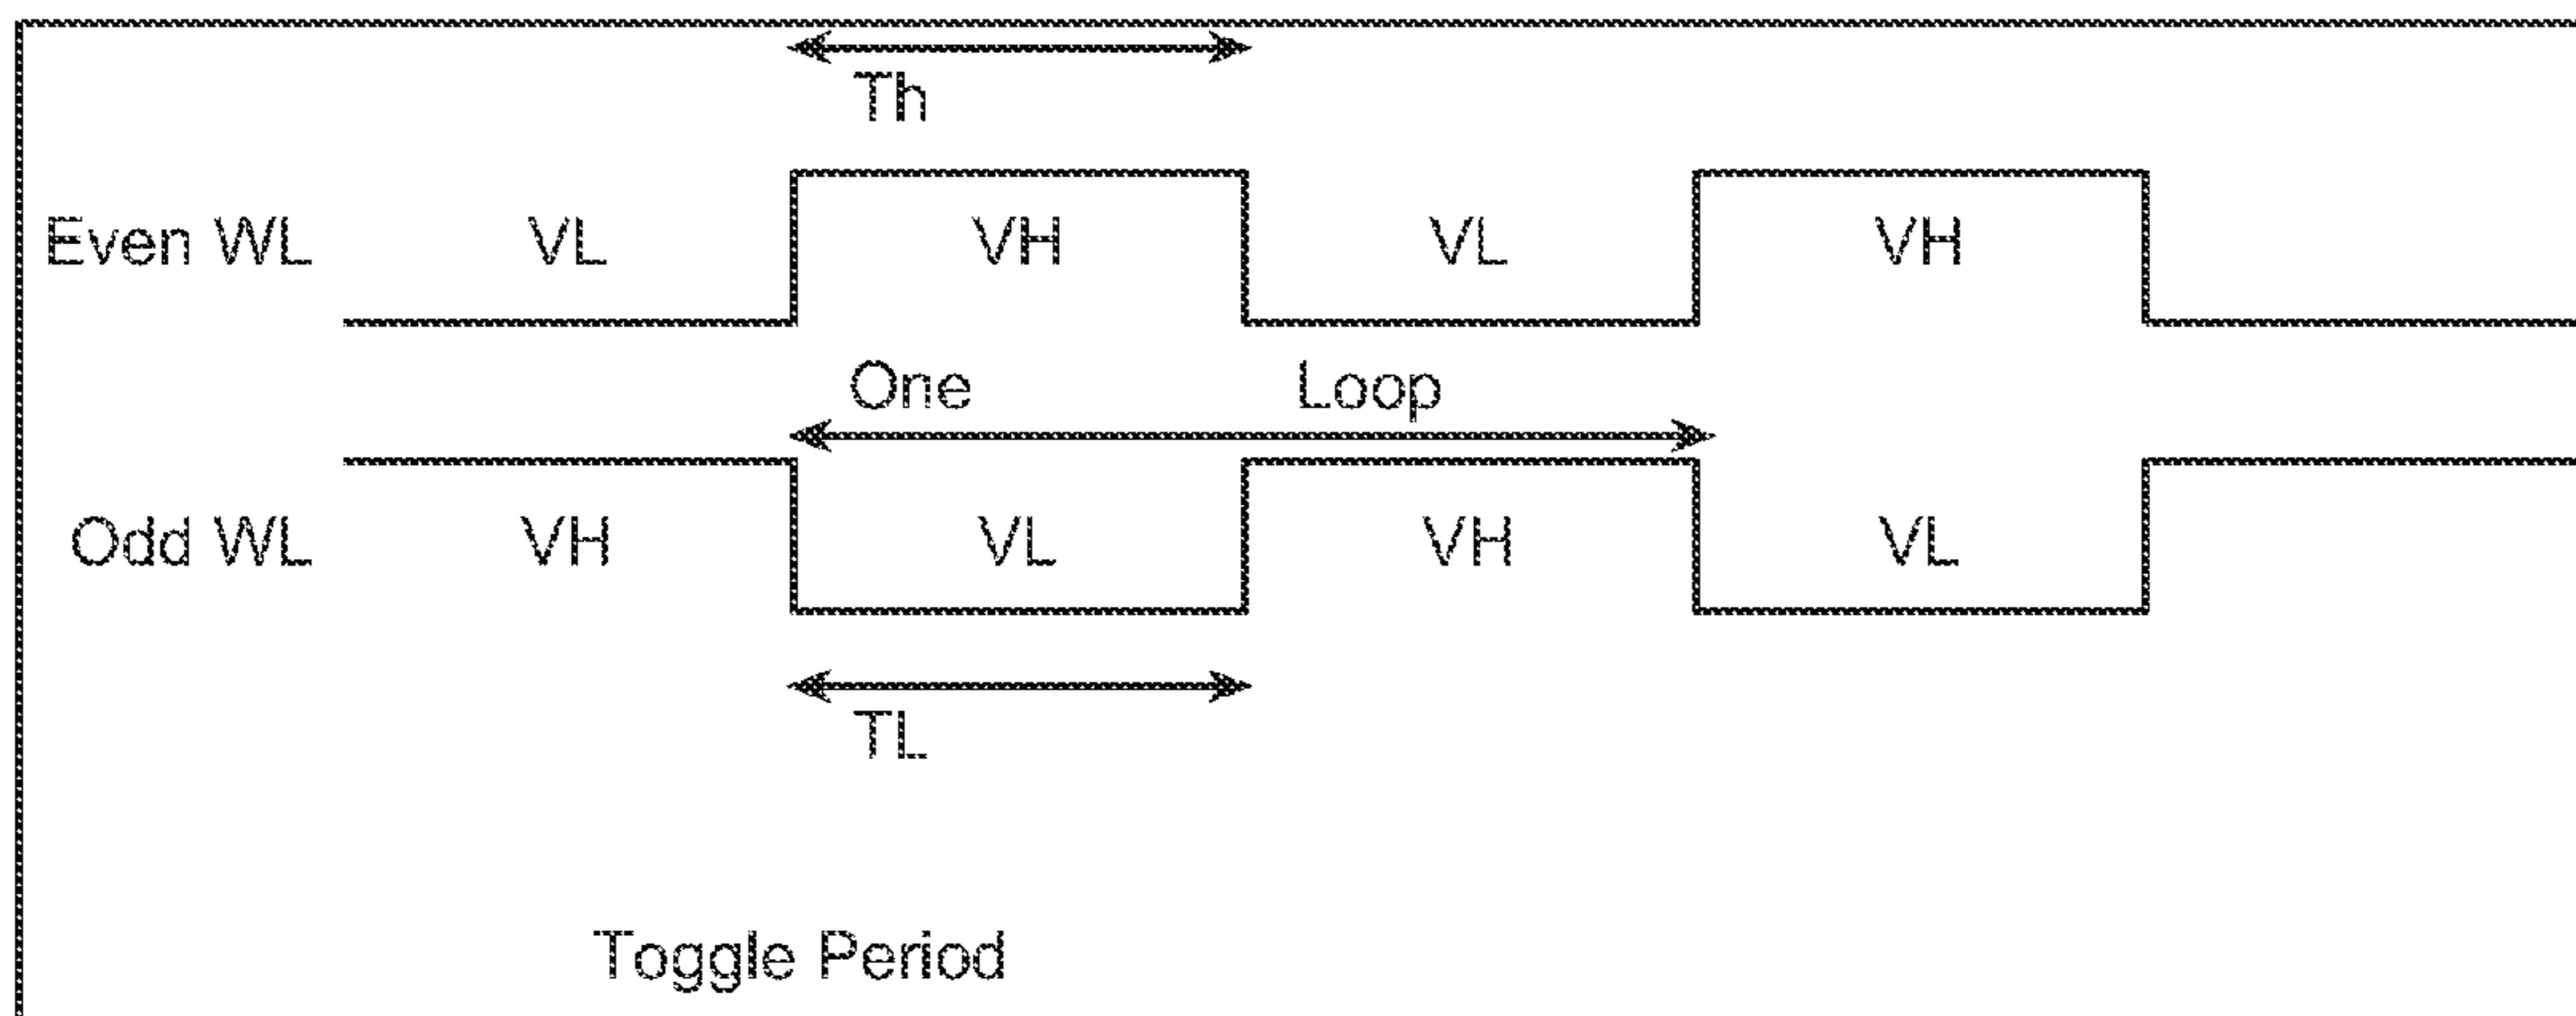 Th
Even WL VL VH VL VH
One Loop
Odd WL VH VL VH VL
TL
Toggle Period